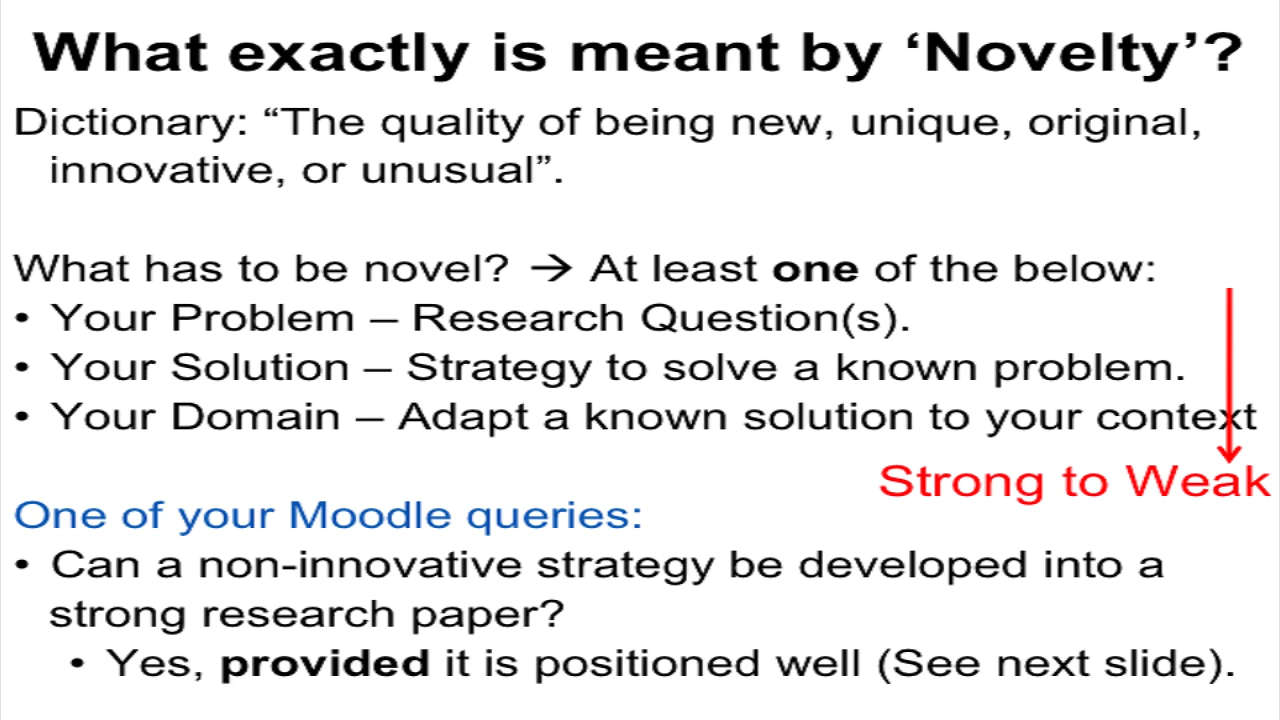 What exactly is meant by ‘Novelty’?
Dictionary: “The quality of being new, unique, original,
innovative, or unusual”.
What has to be novel? → At least one of the below:
• Your Problem – Research Question(s).
• Your Solution – Strategy to solve a known problem.
• Your Domain – Adapt a known solution to your context
Strong to Weak
One of your Moodle queries:
• Can a non-innovative strategy be developed into a
strong research paper?
• Yes, provided it is positioned well (See next slide).